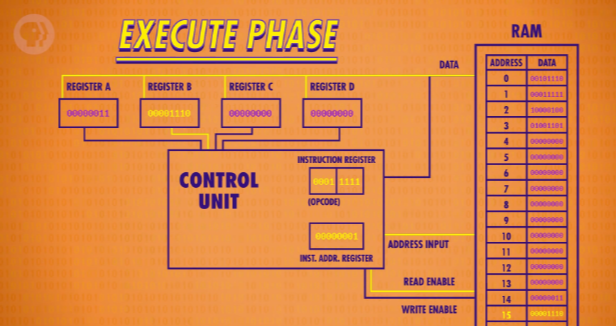 EXECUTE PHASE
RAM
DATA
ADDRESS DATA
REGISTER A
REGISTER B
REGISTER C
REGISTER D
00000011
00001110
00000000
00000000
0 00101110
1 00011111
2 10000100
3 01001101
4 00000000
5 00000000
6 00000000
7 00000000
8 00000000
9 00000000
10 00000000
11 00000000
12 00000000
13 00000000
14 00000011
15 00001110
CONTROL
UNIT
INSTRUCTION REGISTER
0001 1111
(OPCODE)
00000001
INST. ADDR. REGISTER
ADDRESS INPUT
READ ENABLE
WRITE ENABLE